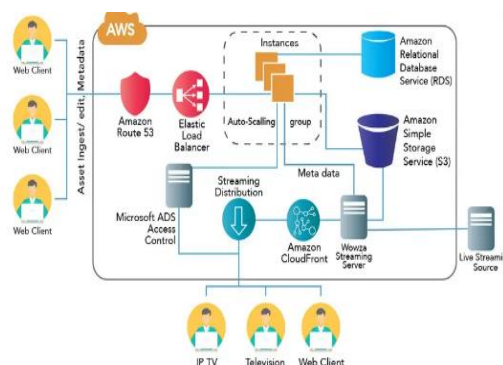 AWS
Web Client
Web Client
Web Client
Asset Ingest/ edit, Metadata
Amazon
Route 53
Elastic
Load
Balancer
Instances
Auto-Scalling group
Amazon
Relational
Database
Service (RDS)
Amazon
Simple
Storage
Service (S3)
Meta data
Microsoft ADS
Access
Control
Streaming
Distribution
Amazon
CloudFront
Wowza
Streaming
Server
Live Streami
Source
IP TV
Television
Web Client